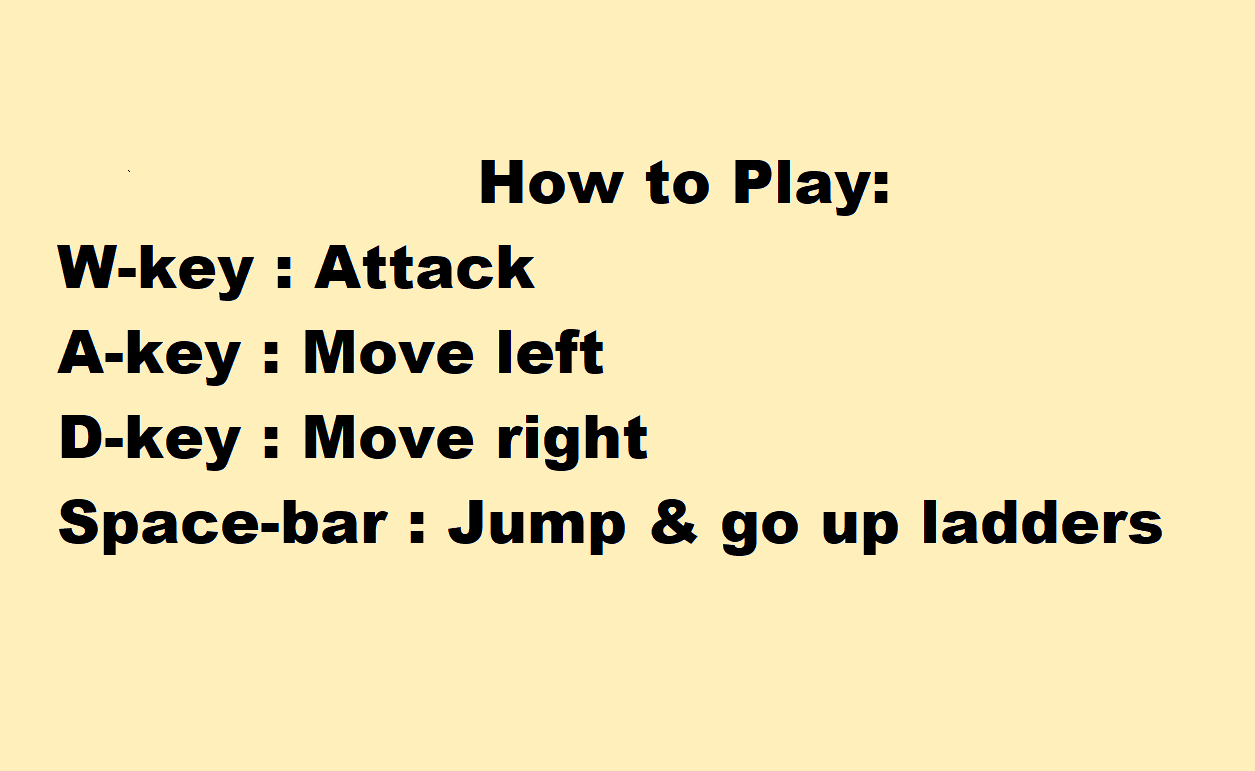 How to Play:
W-key : Attack
A-key : Move left
D-key : Move right
Space-bar : Jump & go up ladders